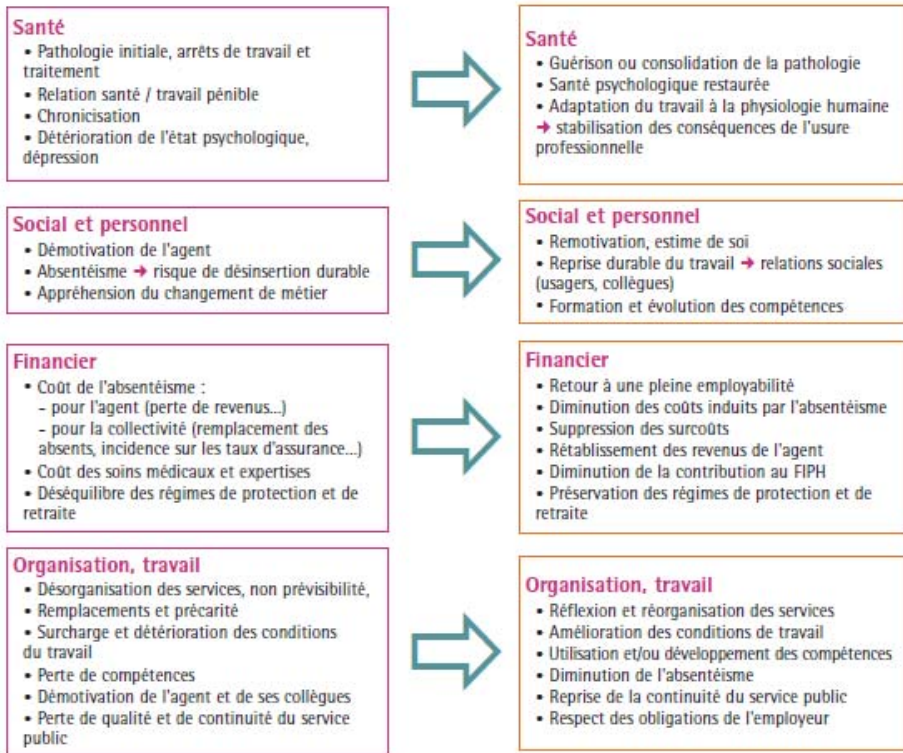 Santé
• Pathologie initiale, arrêts de travail et
traitement
• Relation santé / travail pénible
• Chronicisation
• Détérioration de l'état psychologique,
dépression
Santé
• Guérison ou consolidation de la pathologie
• Santé psychologique restaurée
• Adaptation du travail à la physiologie humaine
➜ stabilisation des conséquences de l'usure
professionnelle
Social et personnel
• Démotivation de l'agent
• Absentéisme ➜ risque de désinsertion durable
• Appréhension du changement de métier
Social et personnel
• Remotivation, estime de soi
• Reprise durable du travail ➜ relations sociales
(usagers, collègues)
• Formation et évolution des compétences
Financier
• Coût de l'absentéisme :
– pour l'agent (perte de revenus...)
– pour la collectivité (remplacement des
absents, incidence sur les taux d'assurance...)
• Coût des soins médicaux et expertises
• Déséquilibre des régimes de protection et de
retraite
Financier
• Retour à une pleine employabilité
• Diminution des coûts induits par l'absentéisme
• Suppression des surcoûts
• Rétablissement des revenus de l'agent
• Diminution de la contribution au FIPH
• Préservation des régimes de protection et de
retraite
Organisation, travail
• Désorganisation des services, non prévisibilité,
• Remplacements et précarité
• Surcharge et détérioration des conditions
du travail
• Perte de compétences
• Démotivation de l'agent et de ses collègues
• Perte de qualité et de continuité du service
public
Organisation, travail
• Réflexion et réorganisation des services
• Amélioration des conditions de travail
• Utilisation et/ou développement des compétences
• Diminution de l'absentéisme
• Reprise de la continuité du service public
• Respect des obligations de l'employeur